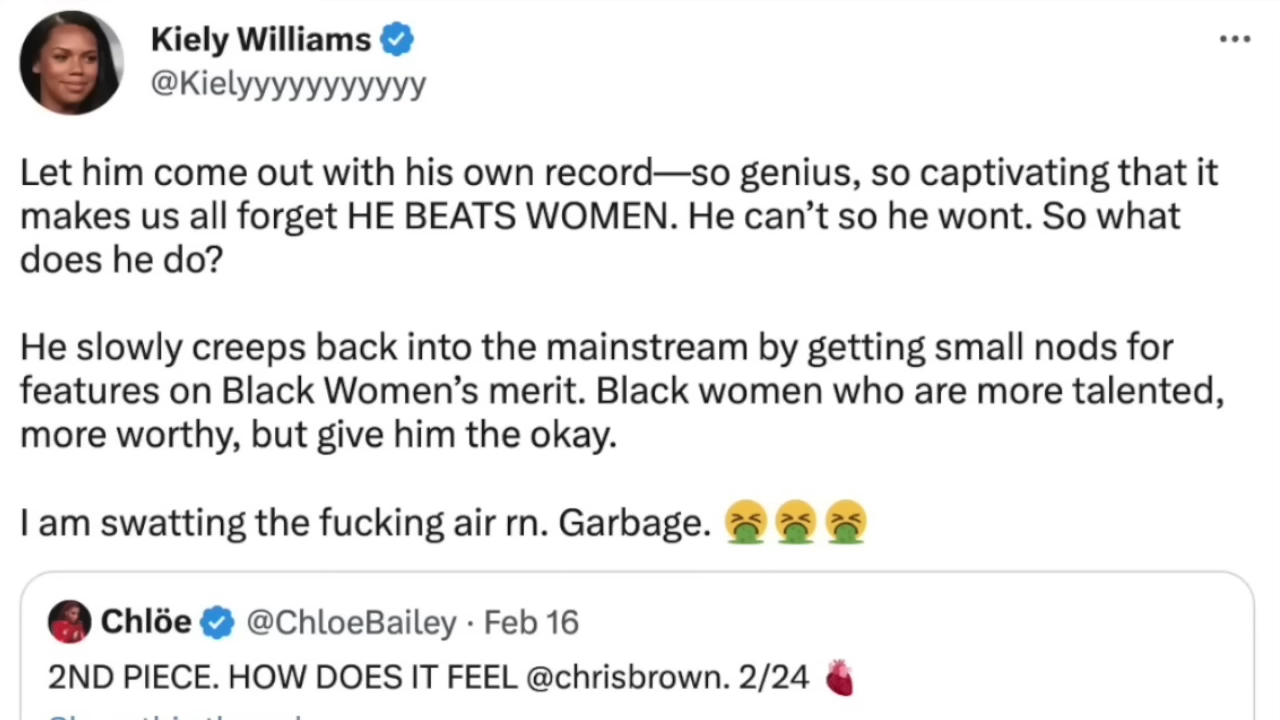 Kiely Williams
@Kielyyyyyyyyyyy
Let him come out with his own record—so genius, so captivating that it
makes us all forget HE BEATS WOMEN. He can’t so he wont. So what
does he do?
He slowly creeps back into the mainstream by getting small nods for
features on Black Women’s merit. Black women who are more talented,
more worthy, but give him the okay.
I am swatting the fucking air rn. Garbage. 🤮🤮🤮
Chlöe @ChloeBailey · Feb 16
2ND PIECE. HOW DOES IT FEEL @chrisbrown. 2/24 🫀